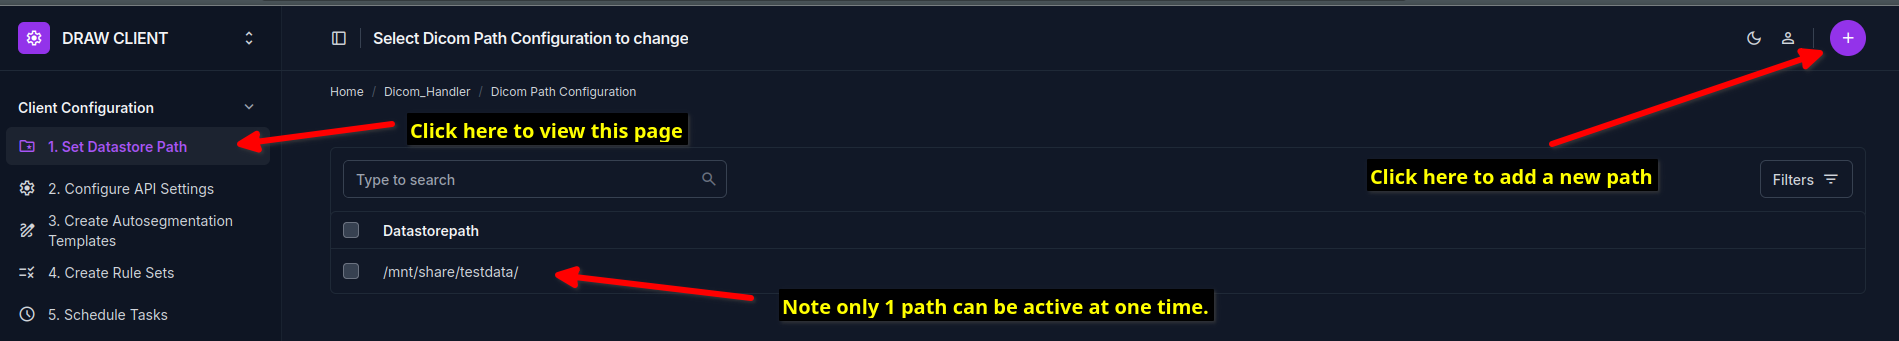 DRAW CLIENT
Select Dicom Path Configuration to change
Home / Dicom_Handler / Dicom Path Configuration
Client Configuration
Click here to view this page
1. Set Datastore Path
Type to search
Click here to add a new path
Filters
2. Configure API Settings
3. Create Autosegmentation
Templates
Datastorepath
4. Create Rule Sets
/mnt/share/testdata/
Note only 1 path can be active at one time.
5. Schedule Tasks